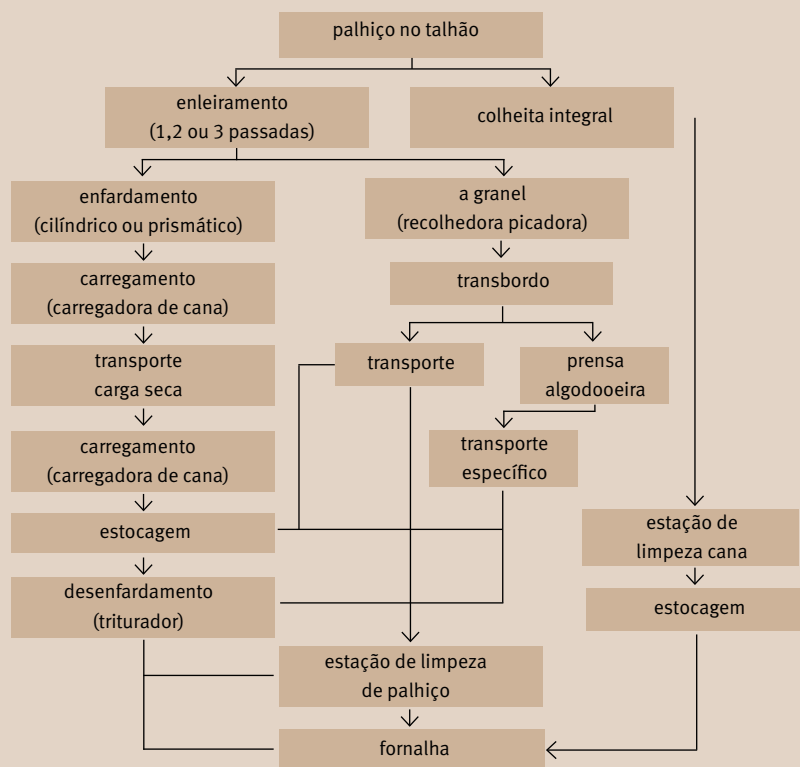 palhiço no talhão
enleiramento
(1,2 ou 3 passadas)
colheita integral
enfardamento
(cilíndrico ou prismático)
a granel
(recolhedora picadora)
carregamento
(carregadora de cana)
transbordo
transporte
carga seca
transporte
prensa
algodooeira
carregamento
(carregadora de cana)
transporte
específico
estocagem
estação de
limpeza cana
desenfardamento
(triturador)
estocagem
estação de limpeza
de palhiço
fornalha